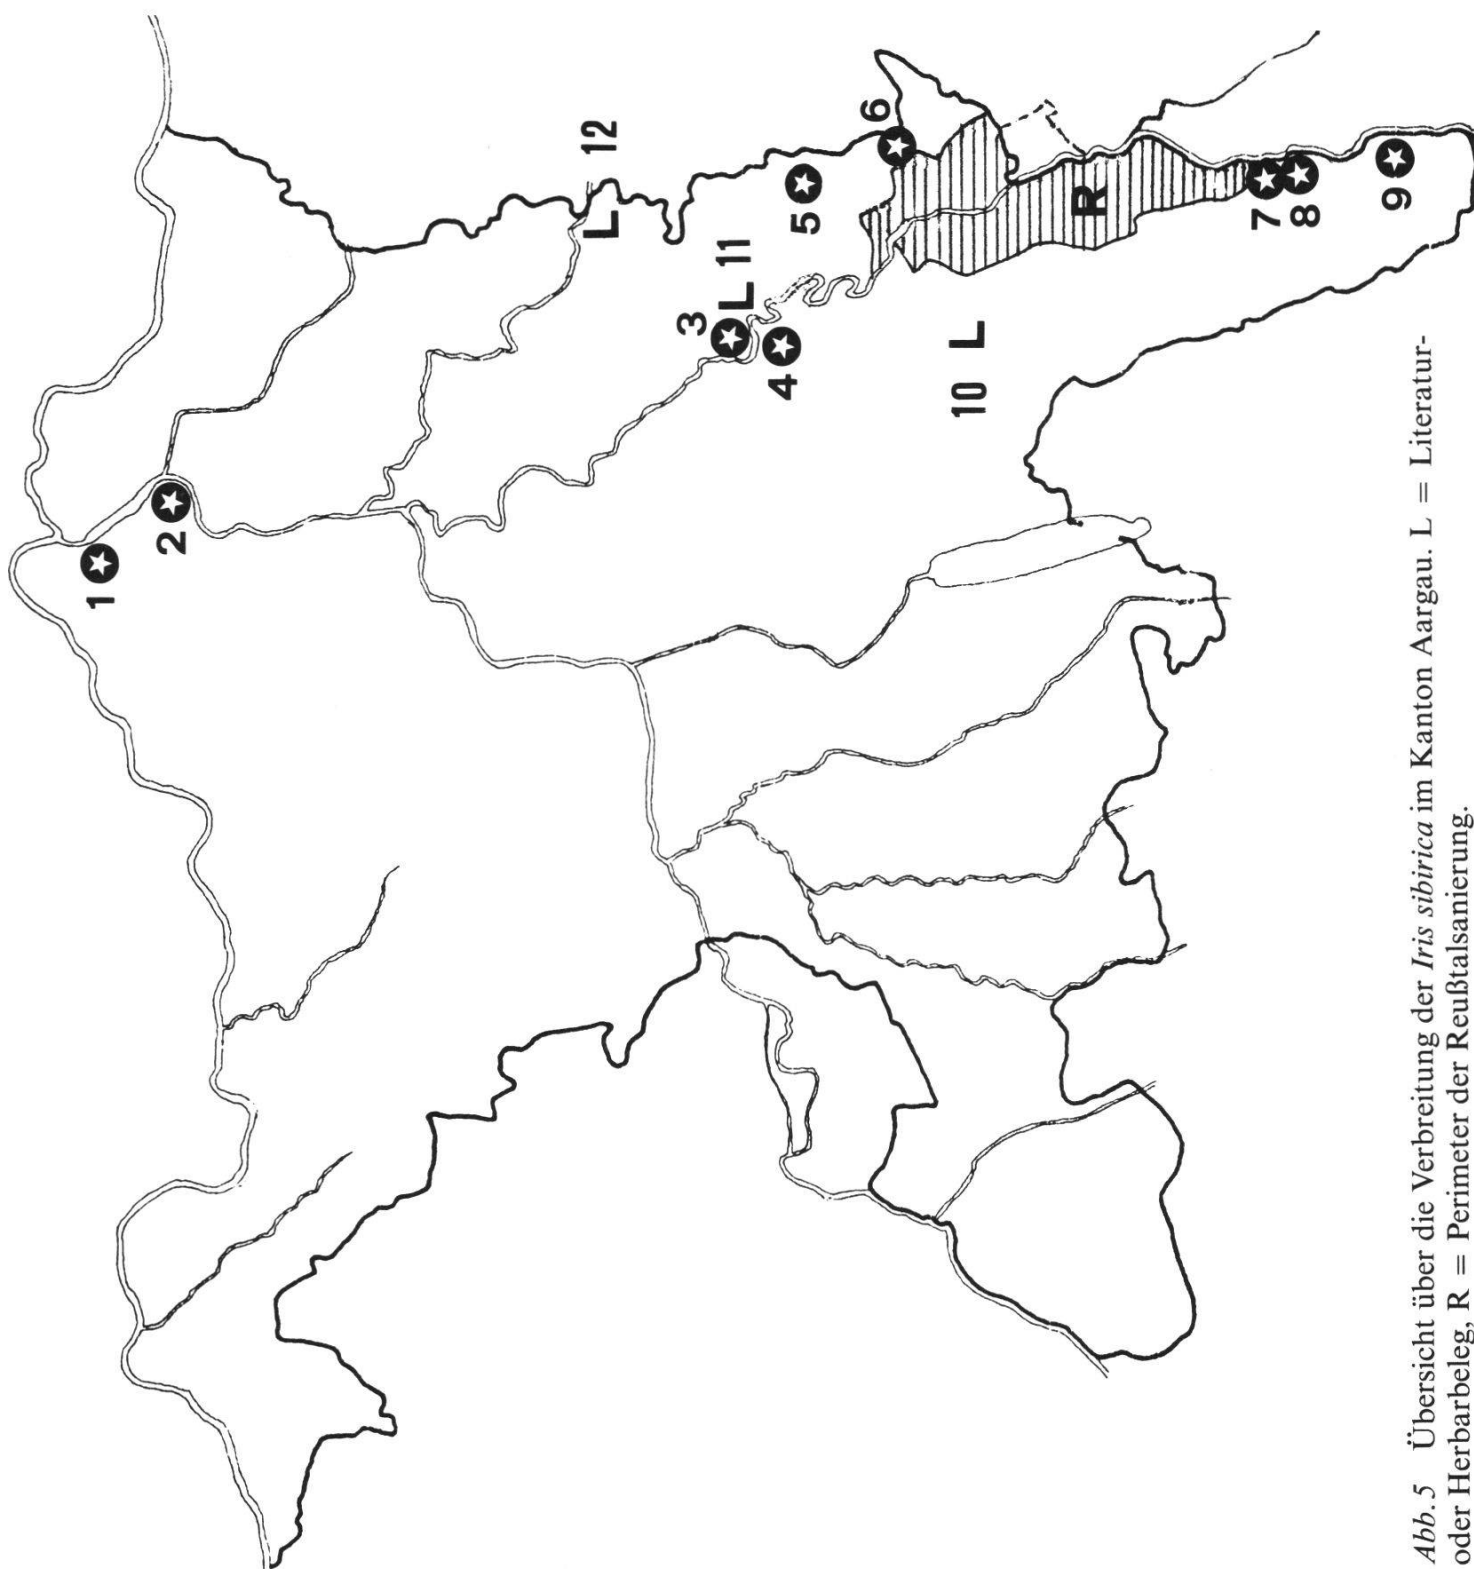 1
2
3
4
5
6
7
8
9
10 L
L 11
L 12
R
Abb. 5 Übersicht über die Verbreitung der Iris sibirica im Kanton Aargau. L = Literatur-
oder Herbarbeleg, R = Perimeter der Reußtalsanierung.